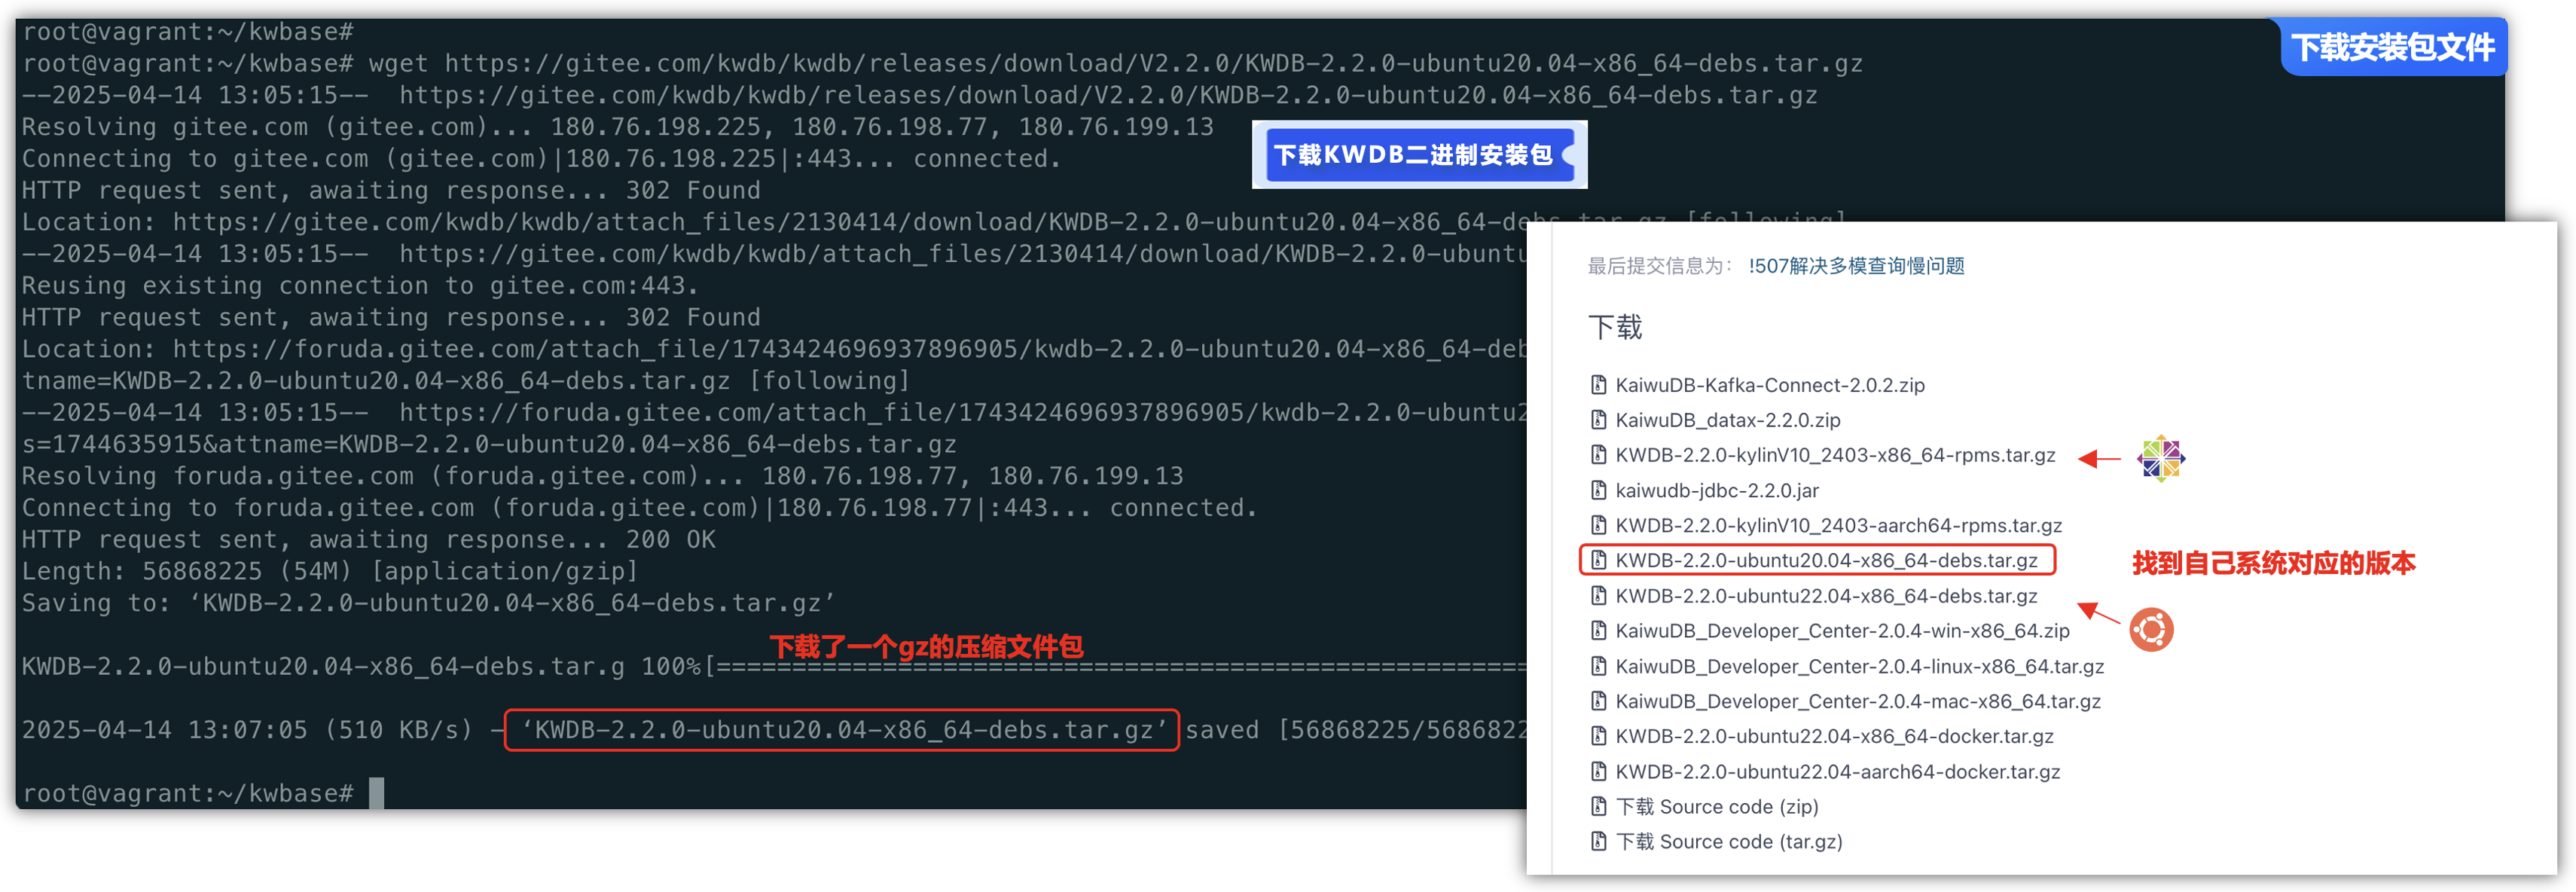 root@vagrant:~/kwbase#
下载安装包文件
root@vagrant:~/kwbase# wget https://gitee.com/kwdb/kwdb/releases/download/V2.2.0/KWDB-2.2.0-ubuntu20.04-x86_64-debs.tar.gz
--2025-04-14 13:05:15--  https://gitee.com/kwdb/kwdb/releases/download/V2.2.0/KWDB-2.2.0-ubuntu20.04-x86_64-debs.tar.gz
Resolving gitee.com (gitee.com)... 180.76.198.225, 180.76.198.77, 180.76.199.13
下载KWDB二进制安装包
Connecting to gitee.com (gitee.com)|180.76.198.225|:443... connected.
HTTP request sent, awaiting response... 302 Found
Location: https://gitee.com/kwdb/kwdb/attach_files/2130414/download/KWDB-2.2.0-ubuntu20.04-x86_64-debs.tar.gz [following]
--2025-04-14 13:05:15--  https://gitee.com/kwdb/kwdb/attach_files/2130414/download/KWDB-2.2.0-ubuntu
Reusing existing connection to gitee.com:443.
HTTP request sent, awaiting response... 302 Found
Location: https://foruda.gitee.com/attach_file/1743424696937896905/kwdb-2.2.0-ubuntu20.04-x86_64-deb
tname=KWDB-2.2.0-ubuntu20.04-x86_64-debs.tar.gz [following]
--2025-04-14 13:05:15--  https://foruda.gitee.com/attach_file/1743424696937896905/kwdb-2.2.0-ubuntu2
s=1744635915&attname=KWDB-2.2.0-ubuntu20.04-x86_64-debs.tar.gz
Resolving foruda.gitee.com (foruda.gitee.com)... 180.76.198.77, 180.76.199.13
Connecting to foruda.gitee.com (foruda.gitee.com)|180.76.198.77|:443... connected.
HTTP request sent, awaiting response... 200 OK
Length: 56868225 (54M) [application/gzip]
Saving to: ‘KWDB-2.2.0-ubuntu20.04-x86_64-debs.tar.gz’
下载了一个gz的压缩文件包
KWDB-2.2.0-ubuntu20.04-x86_64-debs.tar.g 100%[======================================================
2025-04-14 13:07:05 (510 KB/s) - ‘KWDB-2.2.0-ubuntu20.04-x86_64-debs.tar.gz’ saved [56868225/5686822
root@vagrant:~/kwbase#
最后提交信息为： !507解决多模查询慢问题
下载
KaiwuDB-Kafka-Connect-2.0.2.zip
KaiwuDB_datax-2.2.0.zip
KWDB-2.2.0-kylinV10_2403-x86_64-rpms.tar.gz
kaiwudb-jdbc-2.2.0.jar
KWDB-2.2.0-kylinV10_2403-aarch64-rpms.tar.gz
KWDB-2.2.0-ubuntu20.04-x86_64-debs.tar.gz
找到自己系统对应的版本
KWDB-2.2.0-ubuntu22.04-x86_64-debs.tar.gz
KaiwuDB_Developer_Center-2.0.4-win-x86_64.zip
KaiwuDB_Developer_Center-2.0.4-linux-x86_64.tar.gz
KaiwuDB_Developer_Center-2.0.4-mac-x86_64.tar.gz
KWDB-2.2.0-ubuntu22.04-x86_64-docker.tar.gz
KWDB-2.2.0-ubuntu22.04-aarch64-docker.tar.gz
下载 Source code (zip)
下载 Source code (tar.gz)